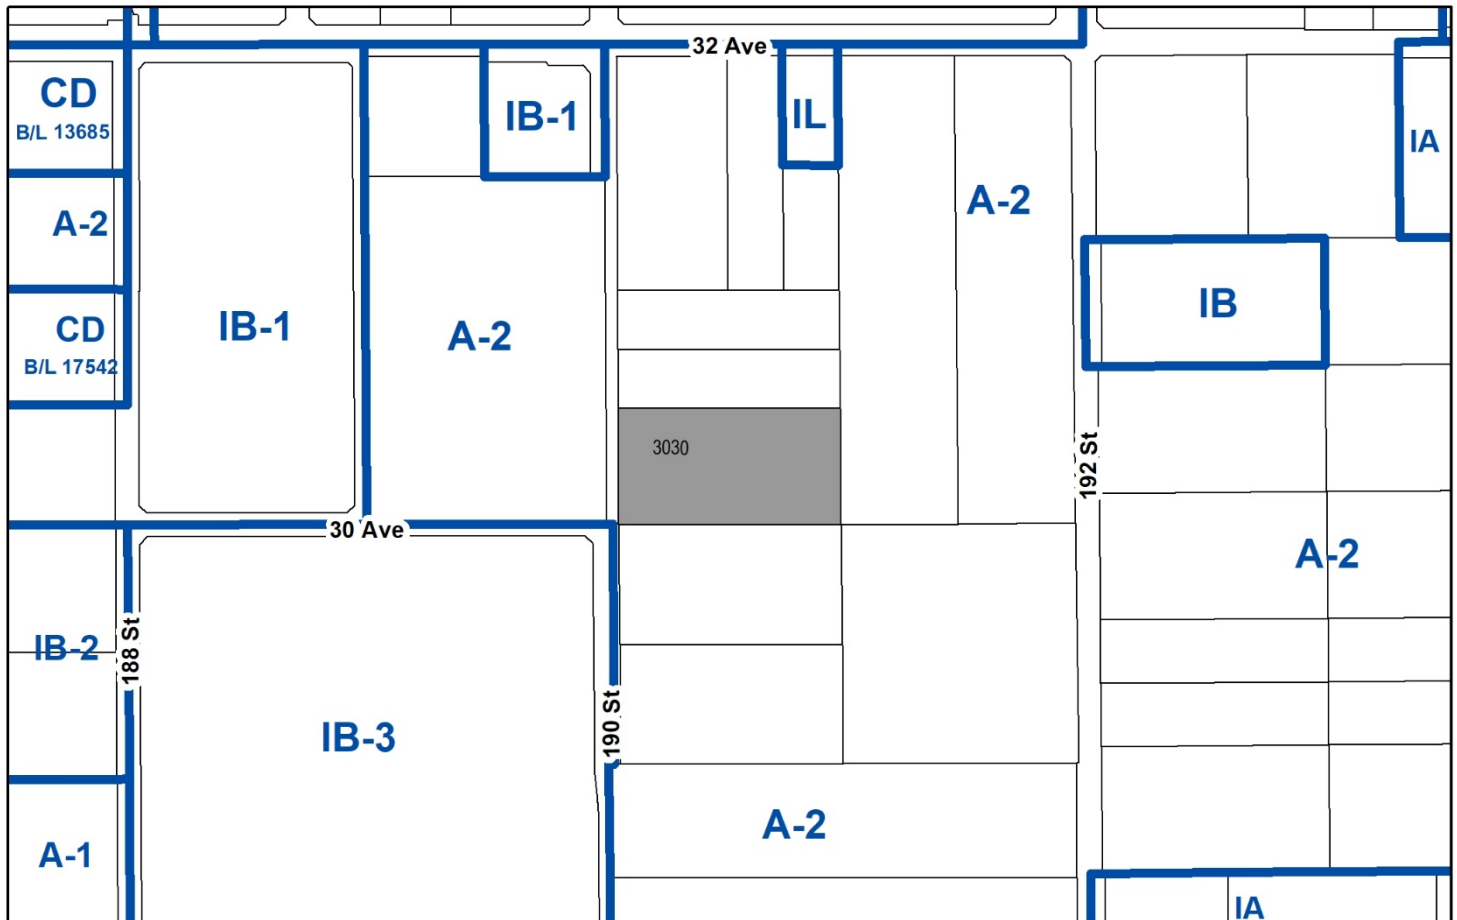 32 Ave
CD
B/L 13685
IB-1
IL
IA
A-2
A-2
IB
CD
B/L 17542
IB-1
A-2
3030
192 St
30 Ave
A-2
IB-2
188 St
IB-3
190 St
A-2
A-1
IA